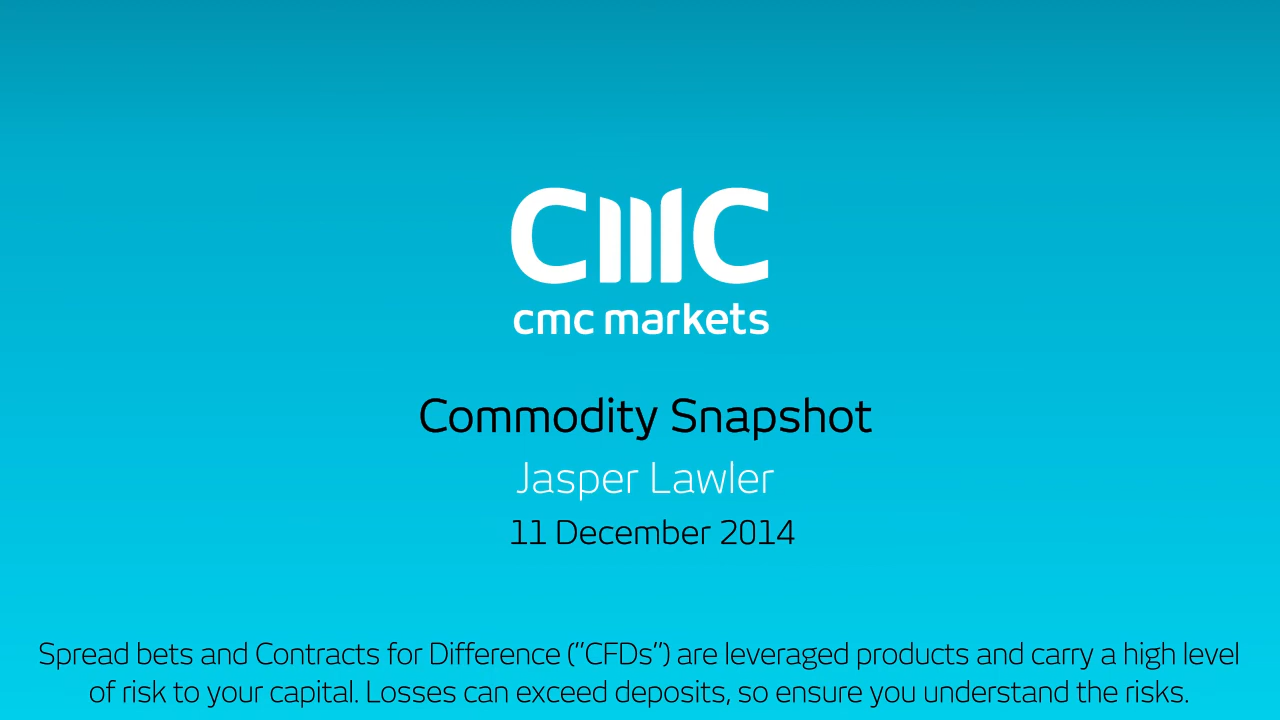 CMC
cmc markets
Commodity Snapshot
Jasper Lawler
11 December 2014
Spread bets and Contracts for Difference (“CFDs”) are leveraged products and carry a high level
of risk to your capital. Losses can exceed deposits, so ensure you understand the risks.